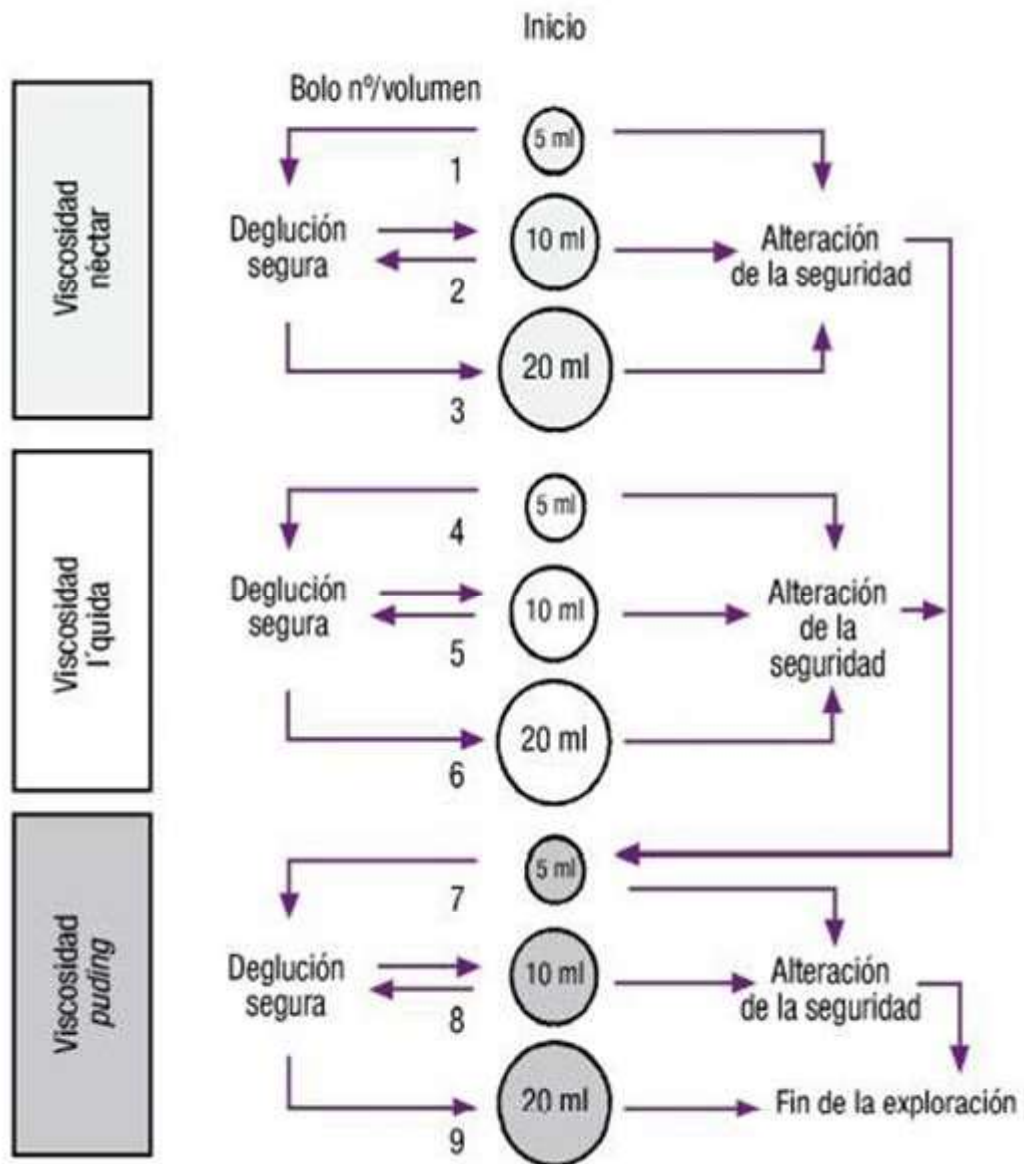 Inicio
Bolo nº/volumen
Viscosidad
néctar
5 ml
1
Deglución
segura
10 ml
2
Alteración
de la seguridad
20 ml
3
Viscosidad
l´quida
5 ml
4
Deglución
segura
10 ml
5
Alteración
de la
seguridad
20 ml
6
Viscosidad
puding
5 ml
7
Deglución
segura
10 ml
8
Alteración
de la seguridad
20 ml
9
Fin de la exploración